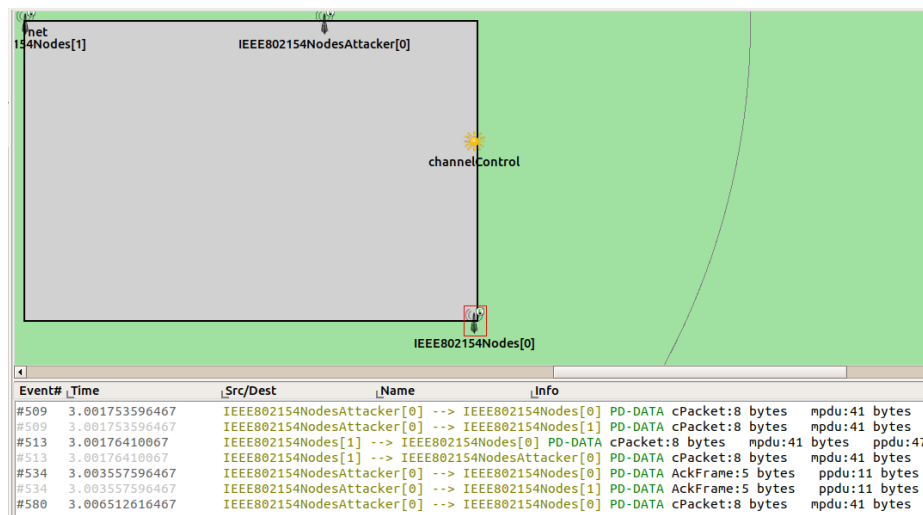 net
154Nodes[1]
IEEE802154NodesAttacker[0]
channelControl
IEEE802154Nodes[0]
Event# Time Src/Dest Name Info
#509 3.001753596467 IEEE802154NodesAttacker[0] --> IEEE802154Nodes[0] PD-DATA cPacket:8 bytes mpdu:41 bytes
#509 3.001753596467 IEEE802154NodesAttacker[0] --> IEEE802154Nodes[1] PD-DATA cPacket:8 bytes mpdu:41 bytes
#513 3.00176410067 IEEE802154Nodes[1] --> IEEE802154Nodes[0] PD-DATA cPacket:8 bytes mpdu:41 bytes ppdu:47
#513 3.00176410067 IEEE802154Nodes[1] --> IEEE802154NodesAttacker[0] PD-DATA cPacket:8 bytes mpdu:41 bytes
#534 3.003557596467 IEEE802154NodesAttacker[0] --> IEEE802154Nodes[0] PD-DATA AckFrame:5 bytes ppdu:11 bytes
#534 3.003557596467 IEEE802154NodesAttacker[0] --> IEEE802154Nodes[1] PD-DATA AckFrame:5 bytes ppdu:11 bytes
#580 3.006512616467 IEEE802154NodesAttacker[0] --> IEEE802154Nodes[0] PD-DATA cPacket:8 bytes mpdu:41 bytes